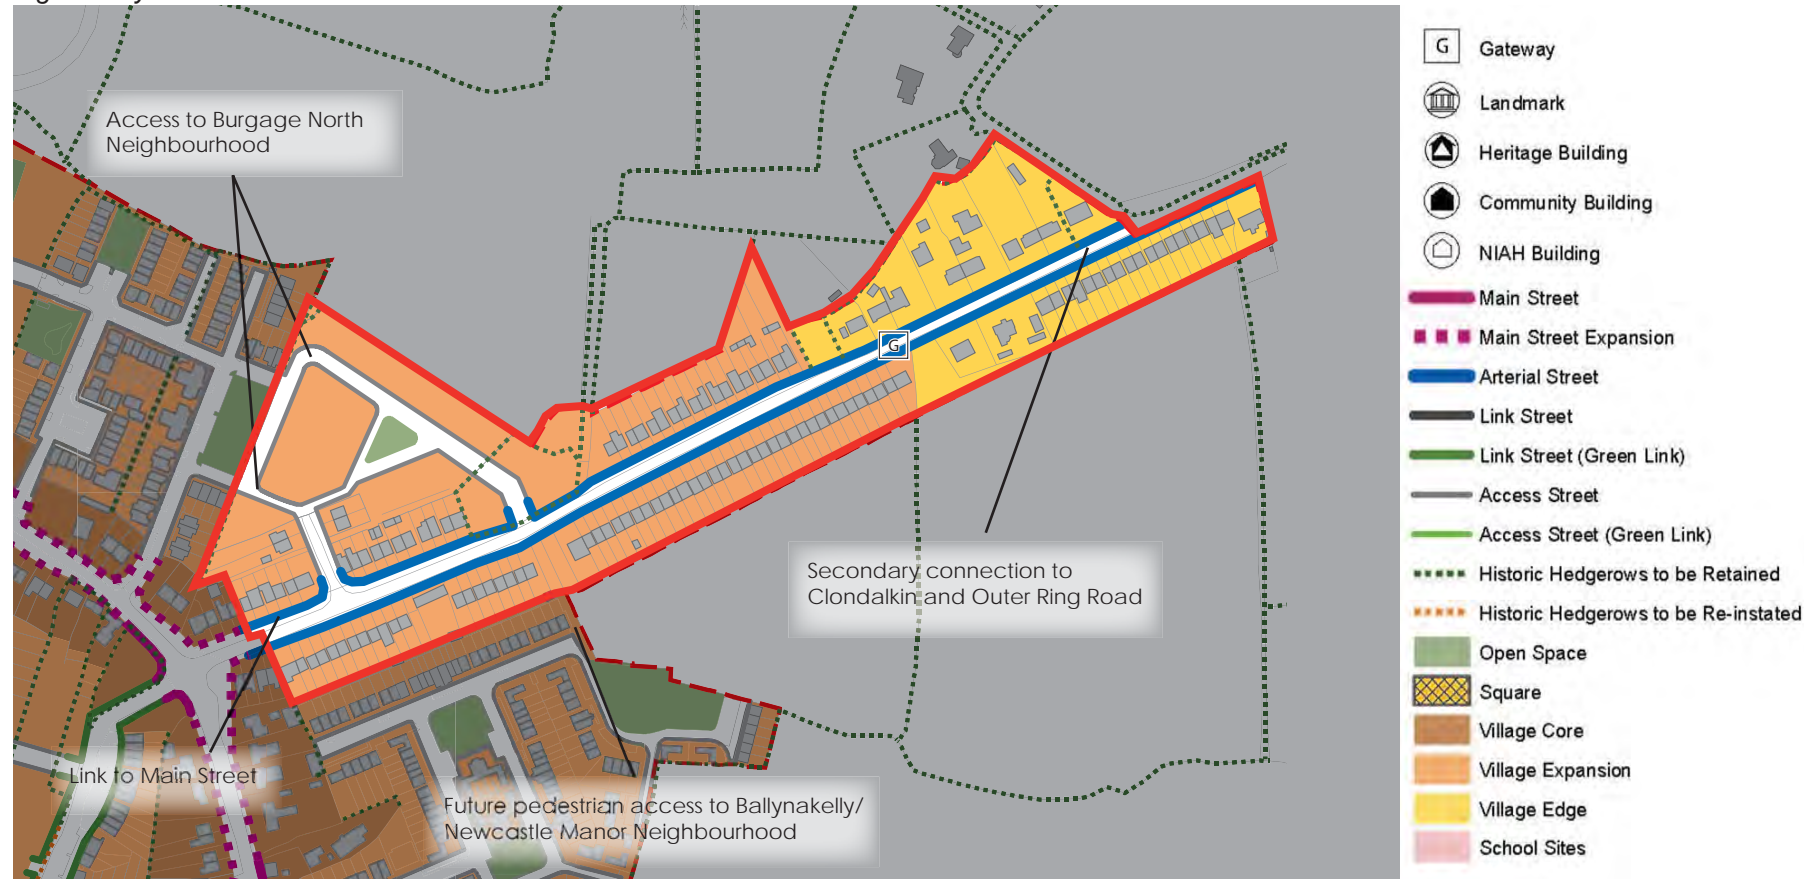 Access to Burgage North
Neighbourhood
G
Secondary connection to
Clondalkin and Outer Ring Road
Link to Main Street
Future pedestrian access to Ballynakelly/
Newcastle Manor Neighbourhood
G Gateway
Landmark
Heritage Building
Community Building
NIAH Building
Main Street
Main Street Expansion
Arterial Street
Link Street
Link Street (Green Link)
Access Street
Access Street (Green Link)
Historic Hedgerows to be Retained
Historic Hedgerows to be Re-instated
Open Space
Square
Village Core
Village Expansion
Village Edge
School Sites